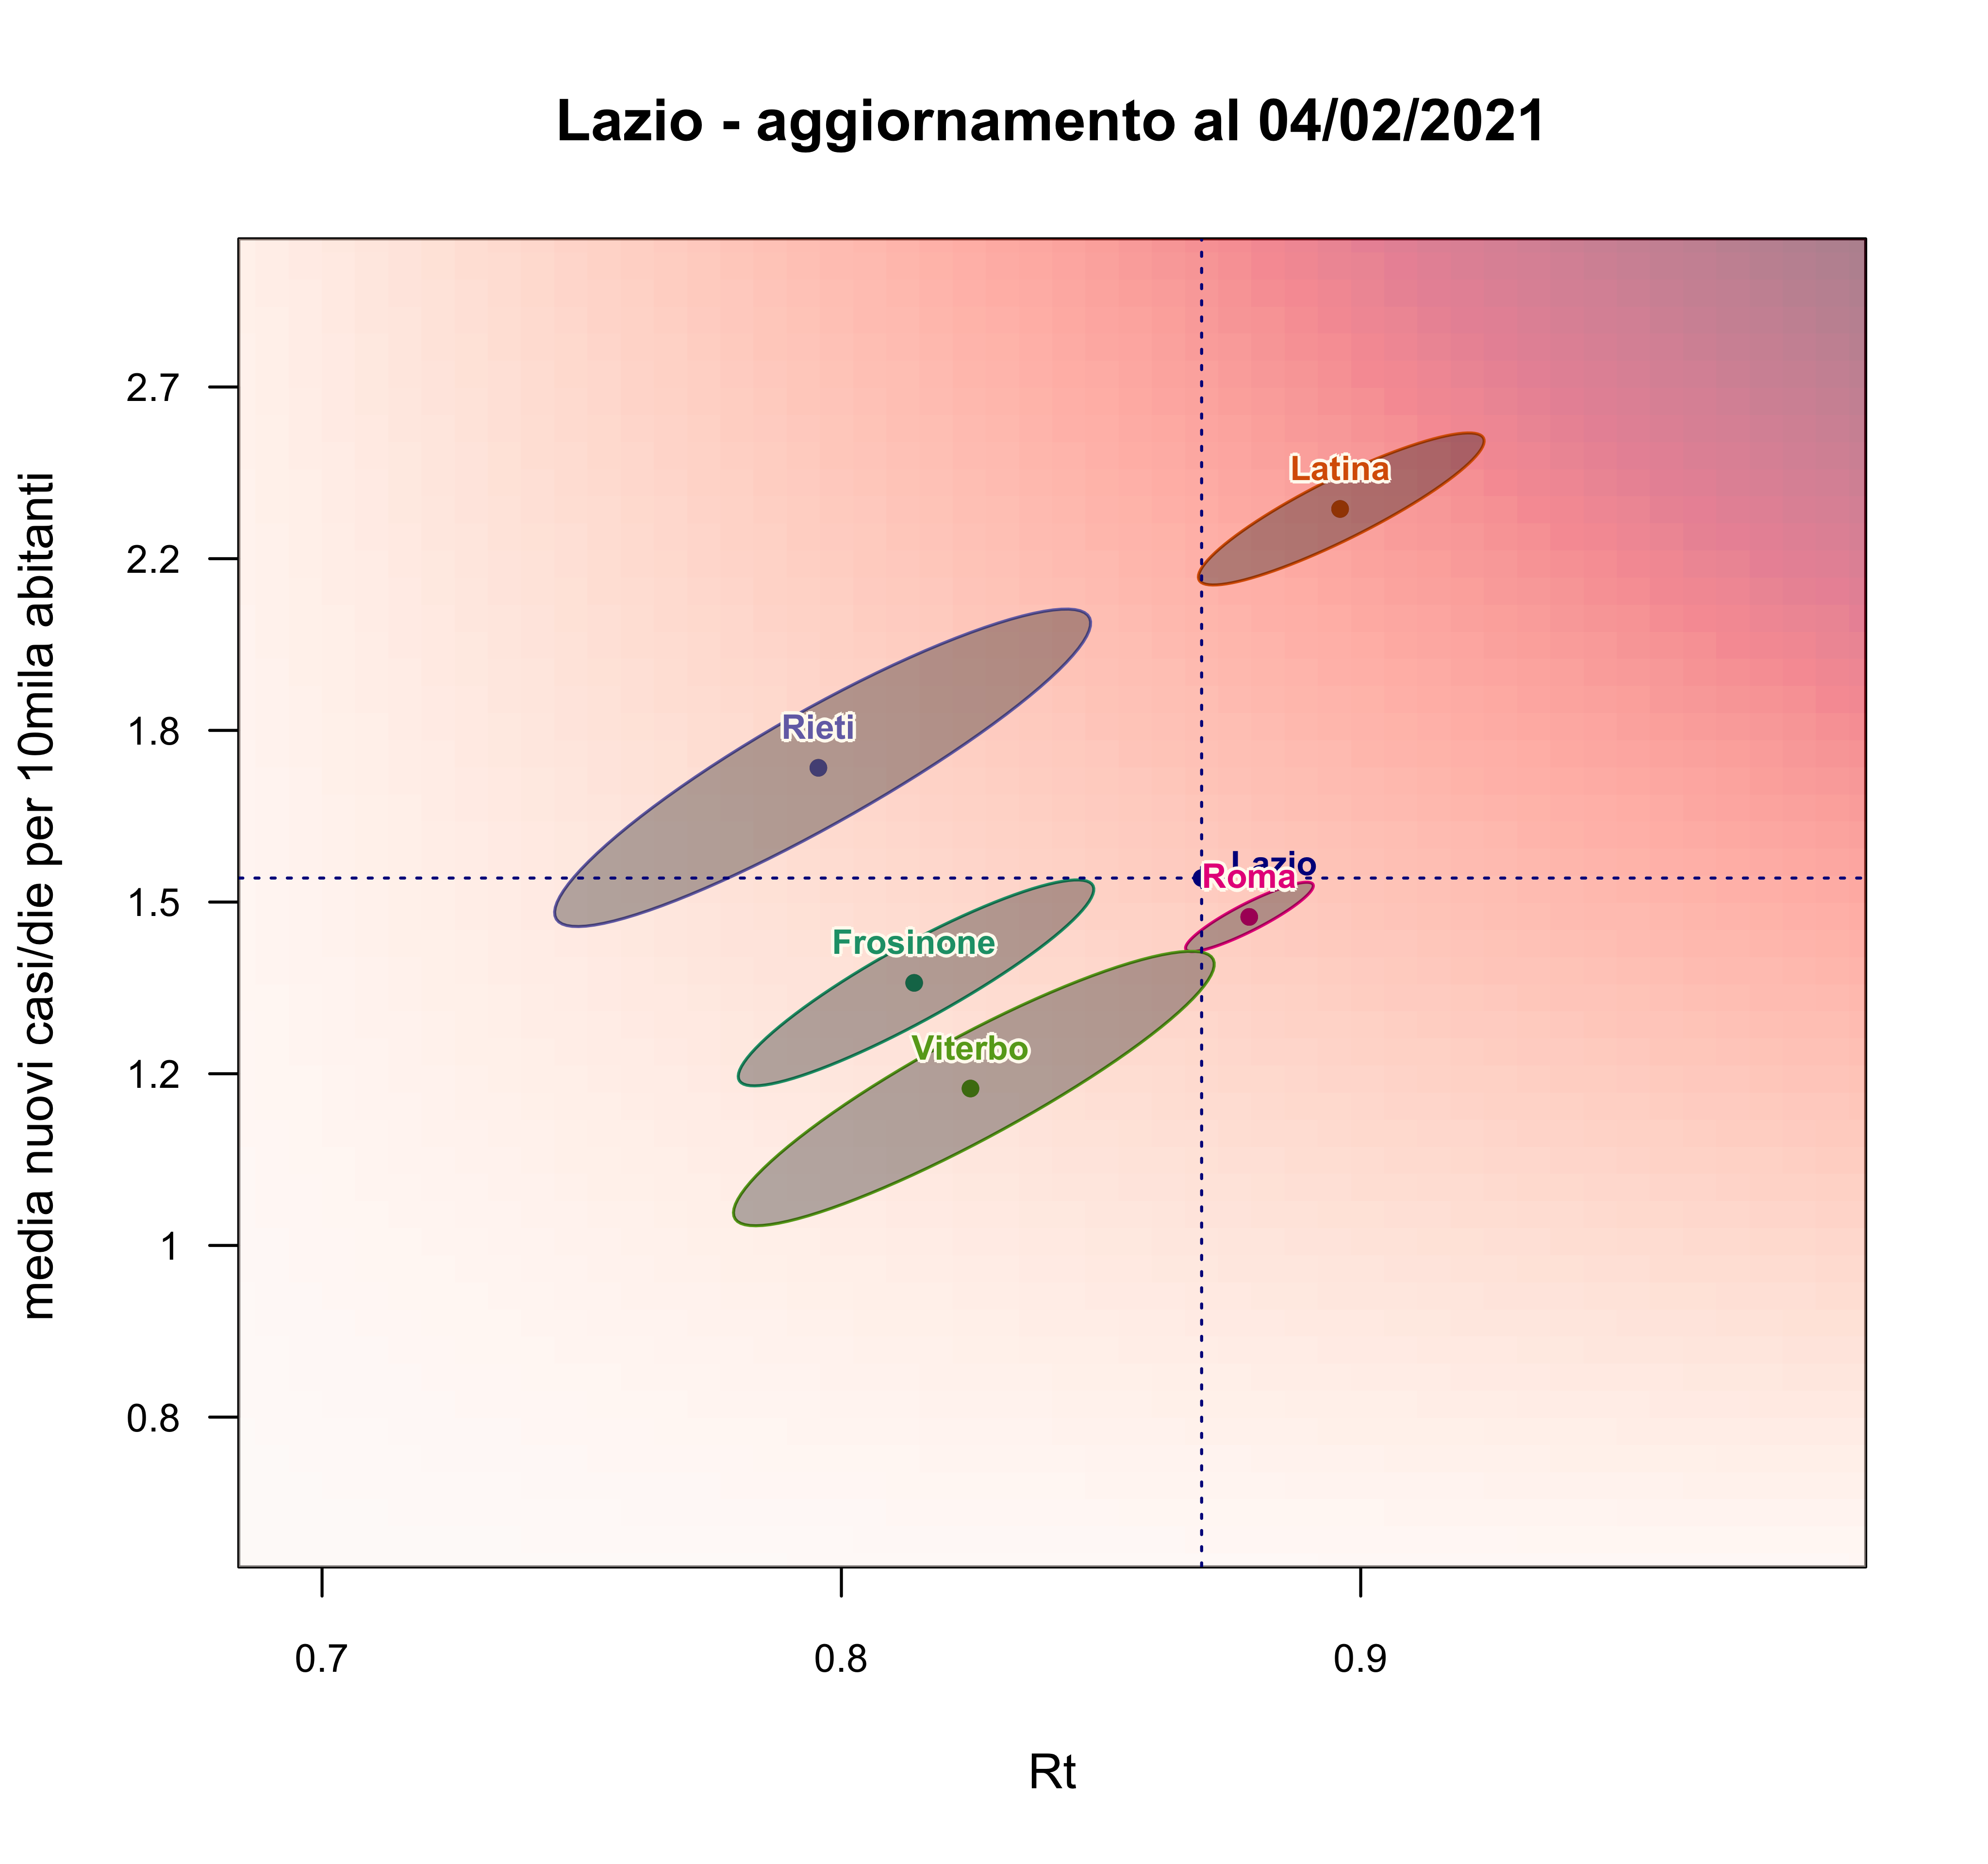 Lazio - aggiornamento al 04/02/2021
media nuovi casi/die per 10mila abitanti
2.7
2.2
1.8
1.5
1.2
1
0.8
Latina
Rieti
Lazio
Roma
Frosinone
Viterbo
0.7
0.8
0.9
Rt